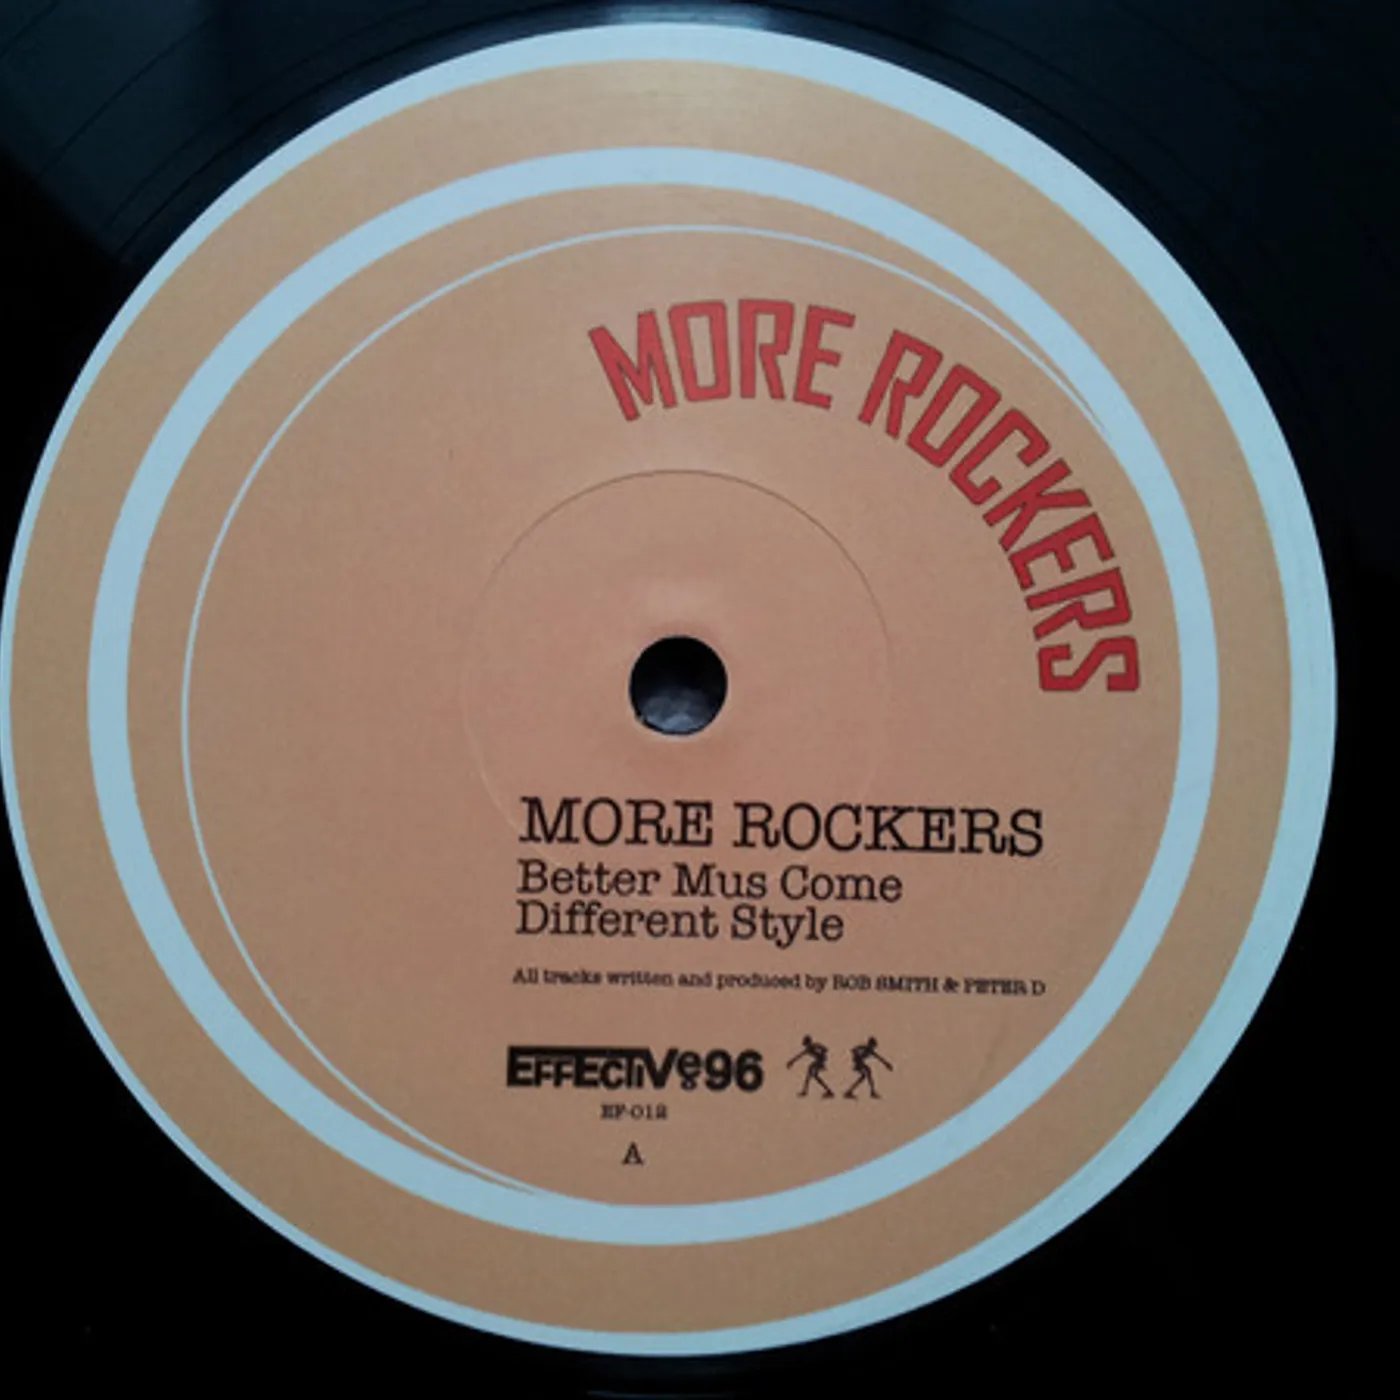 MORE ROCKERS
MORE ROCKERS
Better Mus Come
Different Style
All tracks written and produced by ROB SMITH & PETER D
EFFECTIVE96
EF-012
A